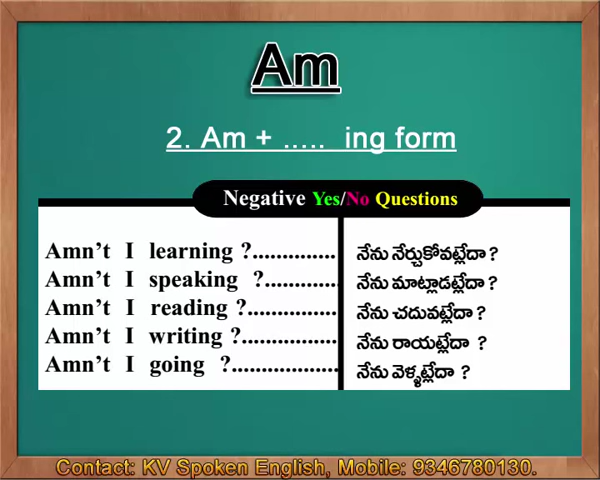 Am
2. Am + ..... ing form
Negative Yes/No Questions
Amn't I learning ?............... నేను నేర్చుకోవట్లేదా ?
Amn't I speaking ?............. నేను మాట్లాడట్లేదా ?
Amn't I reading ?................ నేను చదువట్లేదా ?
Amn't I writing ?................. నేను రాయట్లేదా ?
Amn't I going ?................... నేను వెళ్ళట్లేదా ?
Contact: KV Spoken English, Mobile: 9346780130.